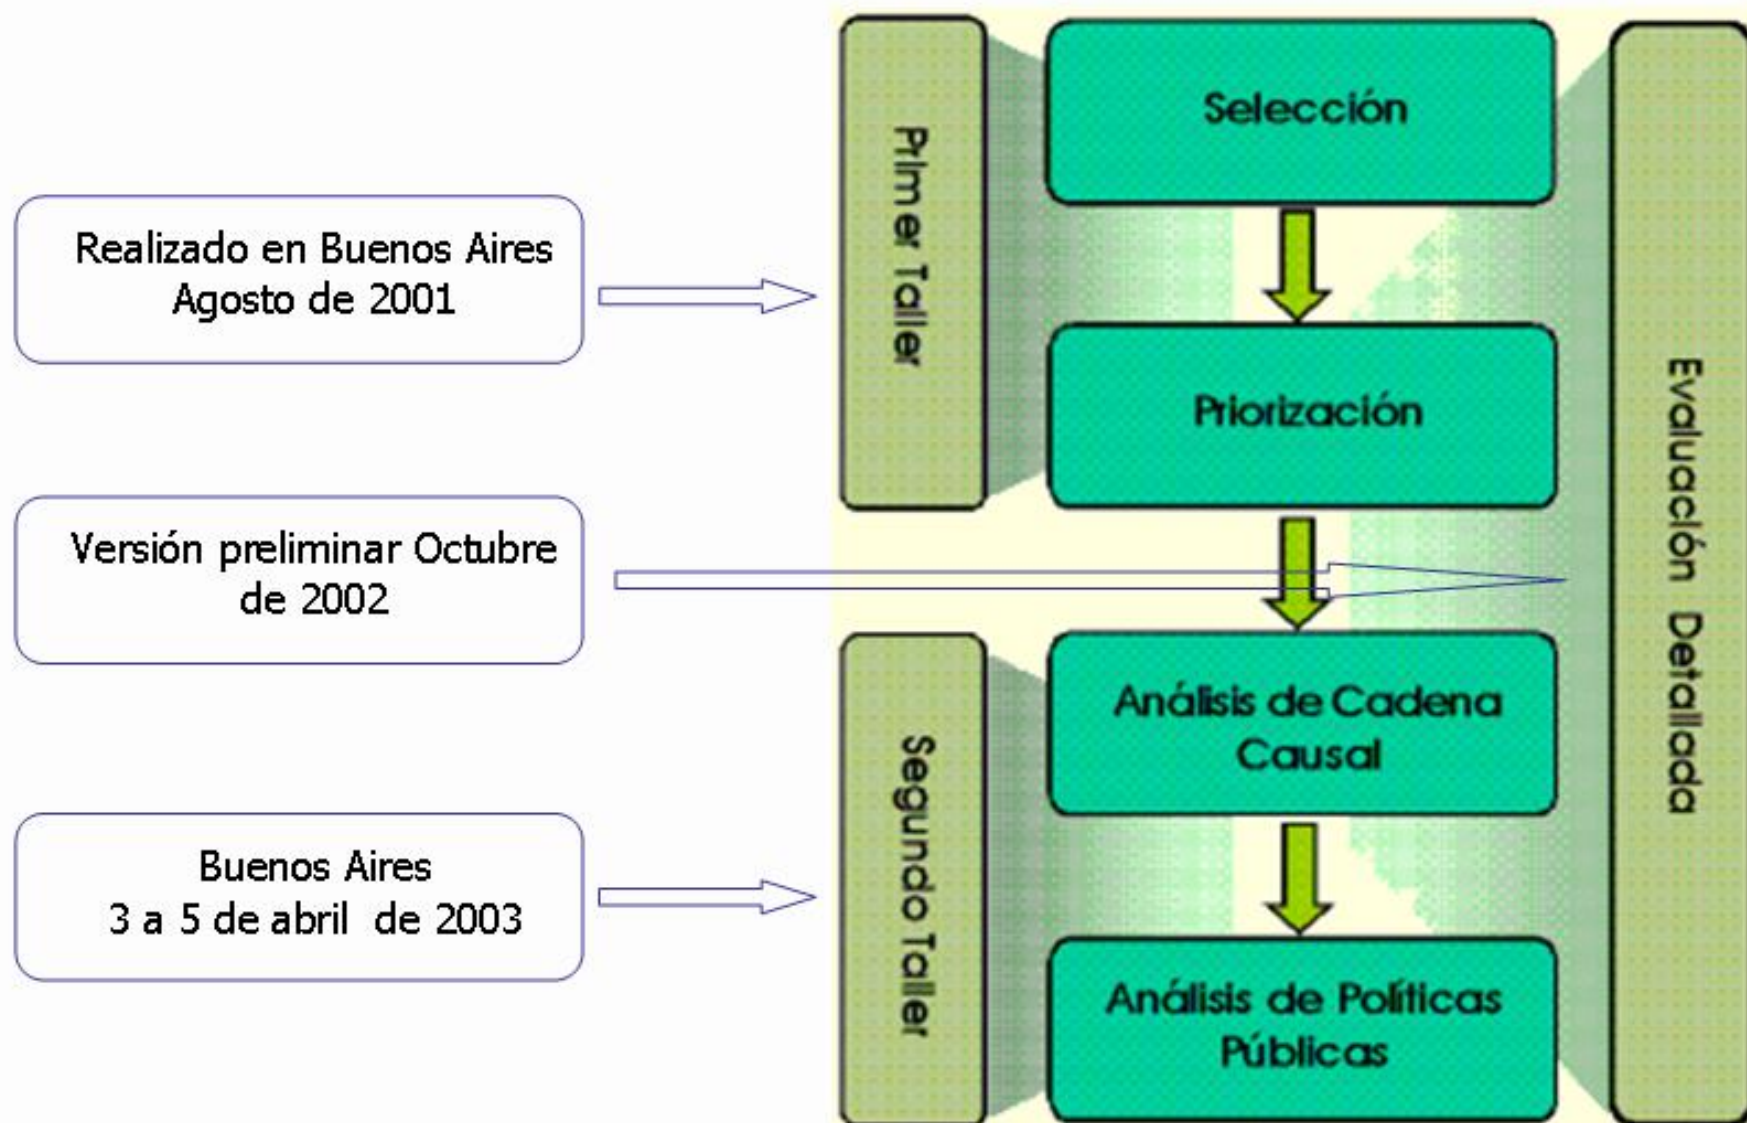 Realizado en Buenos Aires
Agosto de 2001
Versión preliminar Octubre
de 2002
Buenos Aires
3 a 5 de abril de 2003
Primer Taller
Segundo Taller
Selección
Priorización
Análisis de Cadena
Causal
Análisis de Políticas
Públicas
Evaluación Detallada